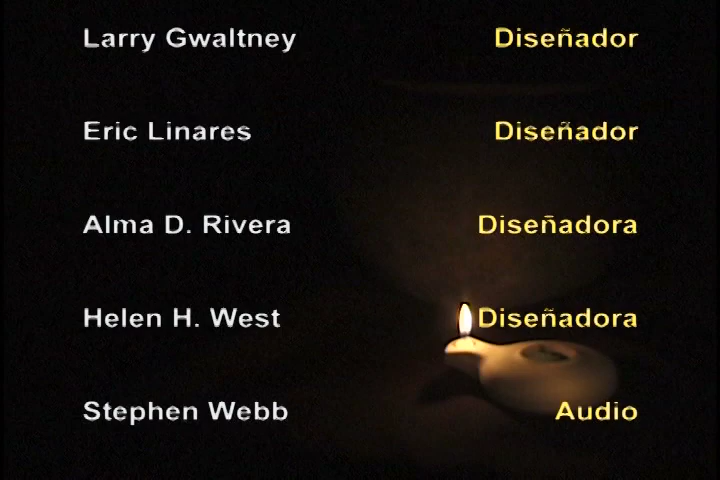 Larry Gwaltney Diseñador
Eric Linares Diseñador
Alma D. Rivera Diseñadora
Helen H. West Diseñadora
Stephen Webb Audio